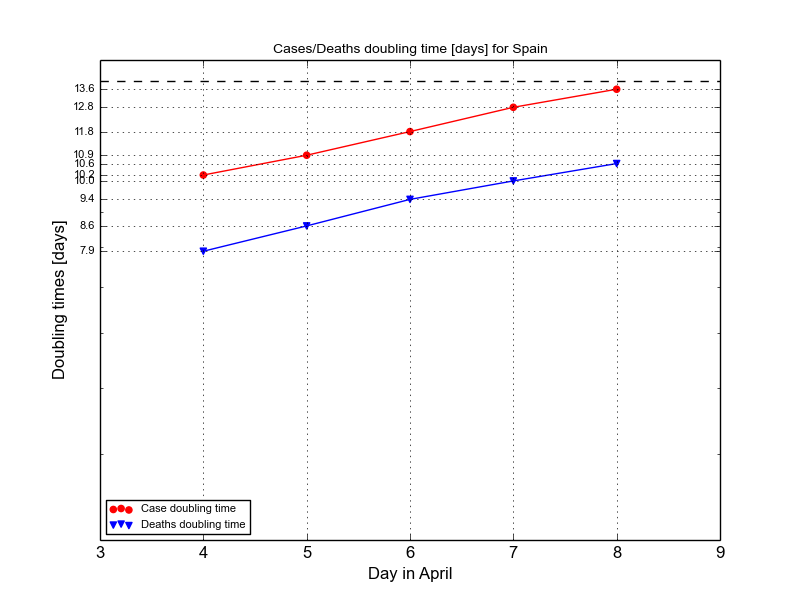 Cases/Deaths doubling time [days] for Spain
Doubling times [days]
13.6
12.8
11.8
10.9
10.6
10.2
10.0
9.4
8.6
7.9
Case doubling time
Deaths doubling time
3 4 5 6 7 8 9
Day in April